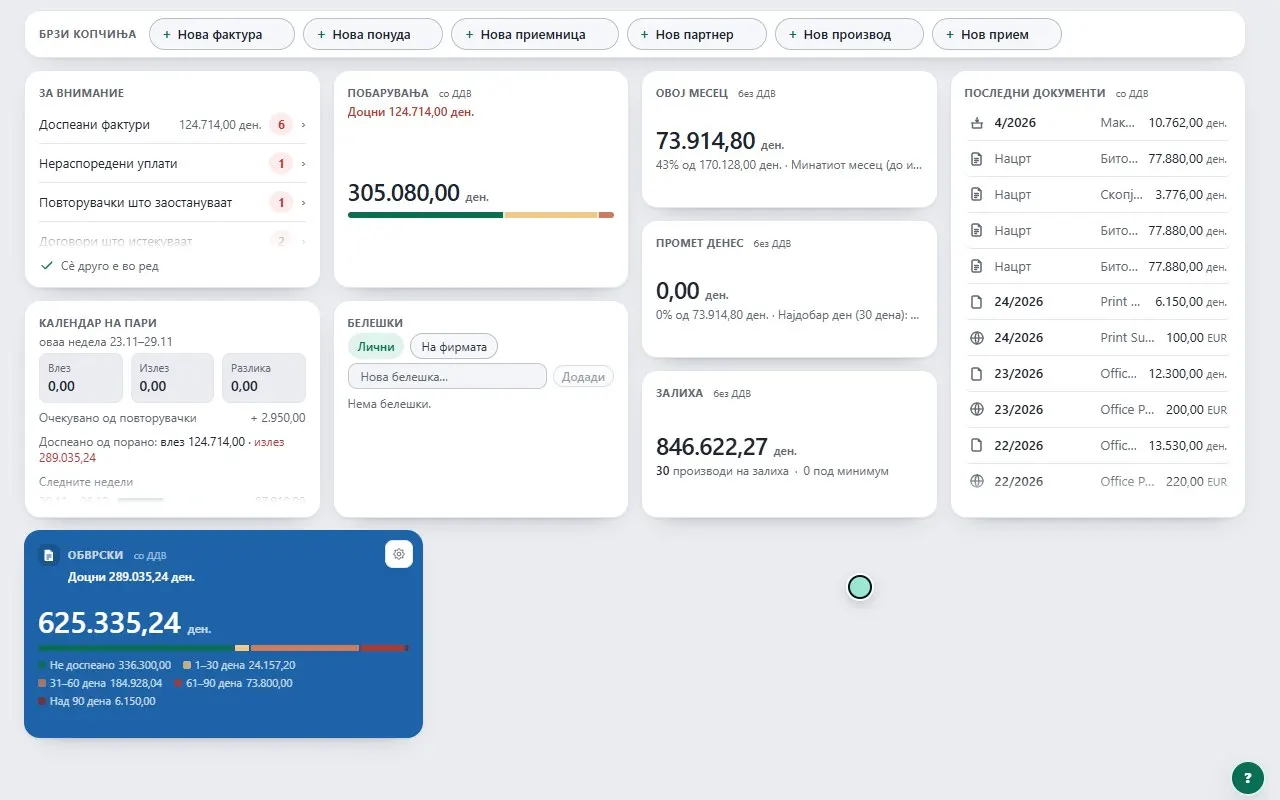 БРЗИ КОПЧИЊА + Нова фактура + Нова понуда + Нова приемница + Нов партнер + Нов производ + Нов прием
ЗА ВНИМАНИЕ
Доспеани фактури 124.714,00 ден. 6 ›
Нераспоредени уплати 1 ›
Повторувачки што заостануваат 1 ›
Договори што истекуваат 2 ›
Сè друго е во ред
ПОБАРУВАЊА со ДДВ
Доцни 124.714,00 ден.
305.080,00 ден.
ОВОЈ МЕСЕЦ без ДДВ
73.914,80 ден.
43% од 170.128,00 ден. · Минатиот месец (до и...
ПРОМЕТ ДЕНЕС без ДДВ
0,00 ден.
0% од 73.914,80 ден. · Најдобар ден (30 дена): ...
ЗАЛИХА без ДДВ
846.622,27 ден.
30 производи на залиха · 0 под минимум
ПОСЛЕДНИ ДОКУМЕНТИ со ДДВ
4/2026 Мак... 10.762,00 ден.
Нацрт Бито... 77.880,00 ден.
Нацрт Скопј... 3.776,00 ден.
Нацрт Бито... 77.880,00 ден.
Нацрт Бито... 77.880,00 ден.
24/2026 Print ... 6.150,00 ден.
24/2026 Print Su... 100,00 EUR
23/2026 Offic... 12.300,00 ден.
23/2026 Office P... 200,00 EUR
22/2026 Offic... 13.530,00 ден.
22/2026 Office P... 220,00 EUR
КАЛЕНДАР НА ПАРИ
оваа недела 23.11–29.11
Влез Излез Разлика
0,00 0,00 0,00
Очекувано од повторувачки + 2.950,00
Доспеано од порано: влез 124.714,00 · излез
289.035,24
Следните недели
БЕЛЕШКИ
Лични На фирмата
Нова белешка... Додади
Нема белешки.
ОБВРСКИ со ДДВ
Доцни 289.035,24 ден.
625.335,24 ден.
Не доспеано 336.300,00 1–30 дена 24.157,20
31–60 дена 184.928,04 61–90 дена 73.800,00
Над 90 дена 6.150,00
?